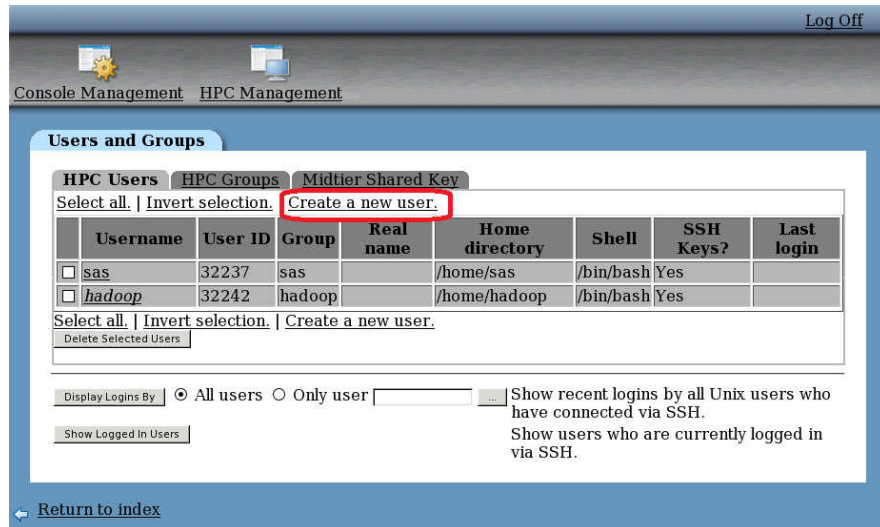 Log Off
Console Management HPC Management
Users and Groups
HPC Users HPC Groups Midtier Shared Key
Select all. | Invert selection. | Create a new user.
Username User ID Group Real name Home directory Shell SSH Keys? Last login
sas 32237 sas /home/sas /bin/bash Yes
hadoop 32242 hadoop /home/hadoop /bin/bash Yes
Select all. | Invert selection. | Create a new user.
Delete Selected Users
Display Logins By All users Only user ... Show recent logins by all Unix users who
have connected via SSH.
Show Logged In Users Show users who are currently logged in
via SSH.
Return to index